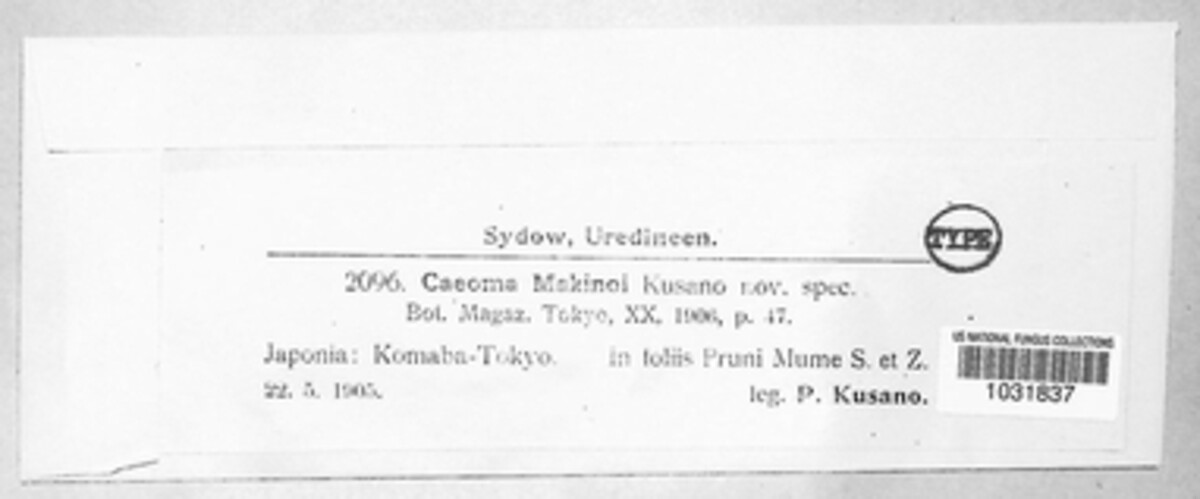 Sydow, Uredineen.
TYPE
2096. Caeoma Makinoi Kusano nov. spec.
Bot. Magaz. Tokyo, XX, 1906, p. 47.
Japonia: Komaba-Tokyo. in foliis Pruni Mume S. et Z.
22. 5. 1905. leg. P. Kusano.
US NATIONAL FUNGUS COLLECTIONS
1031837